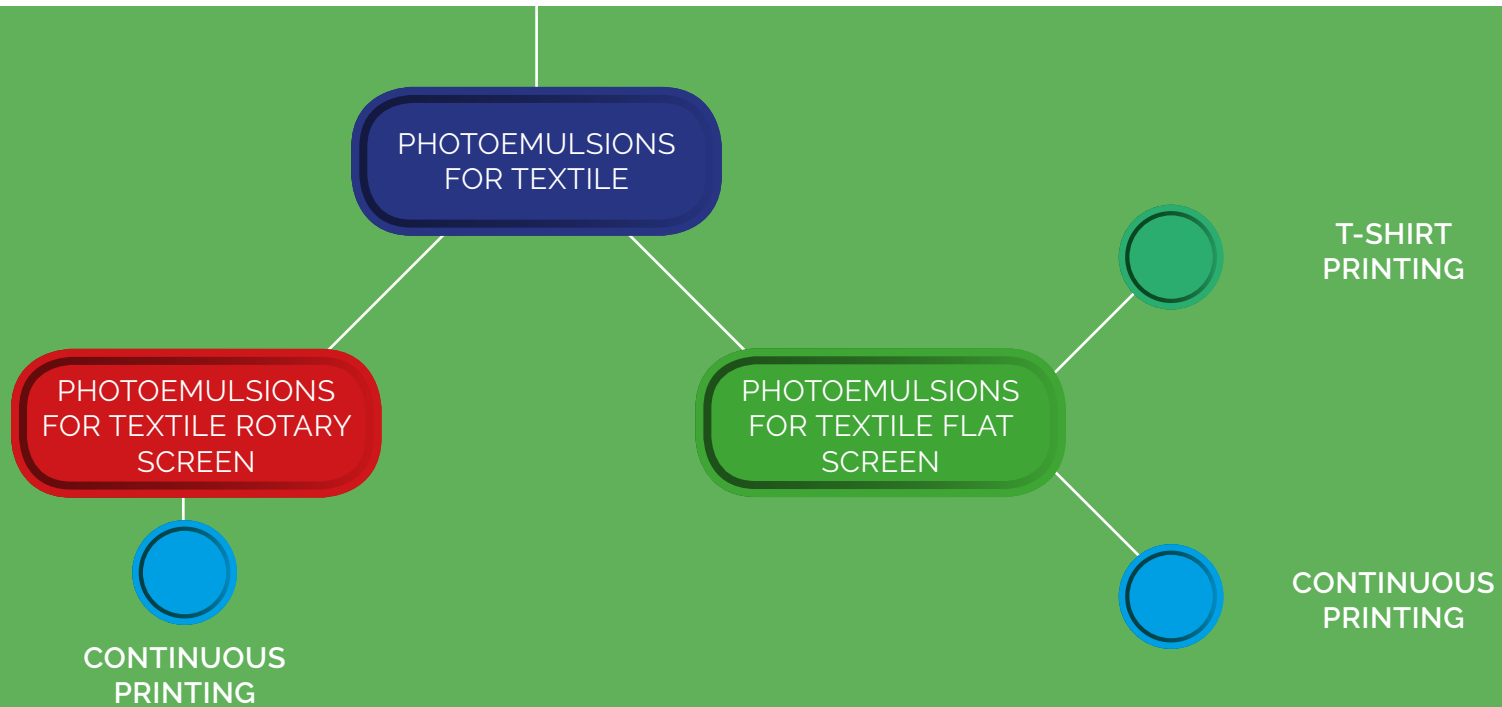 PHOTOEMULSIONS
FOR TEXTILE
T-SHIRT
PRINTING
PHOTOEMULSIONS
FOR TEXTILE ROTARY
SCREEN
PHOTOEMULSIONS
FOR TEXTILE FLAT
SCREEN
CONTINUOUS
PRINTING
CONTINUOUS
PRINTING